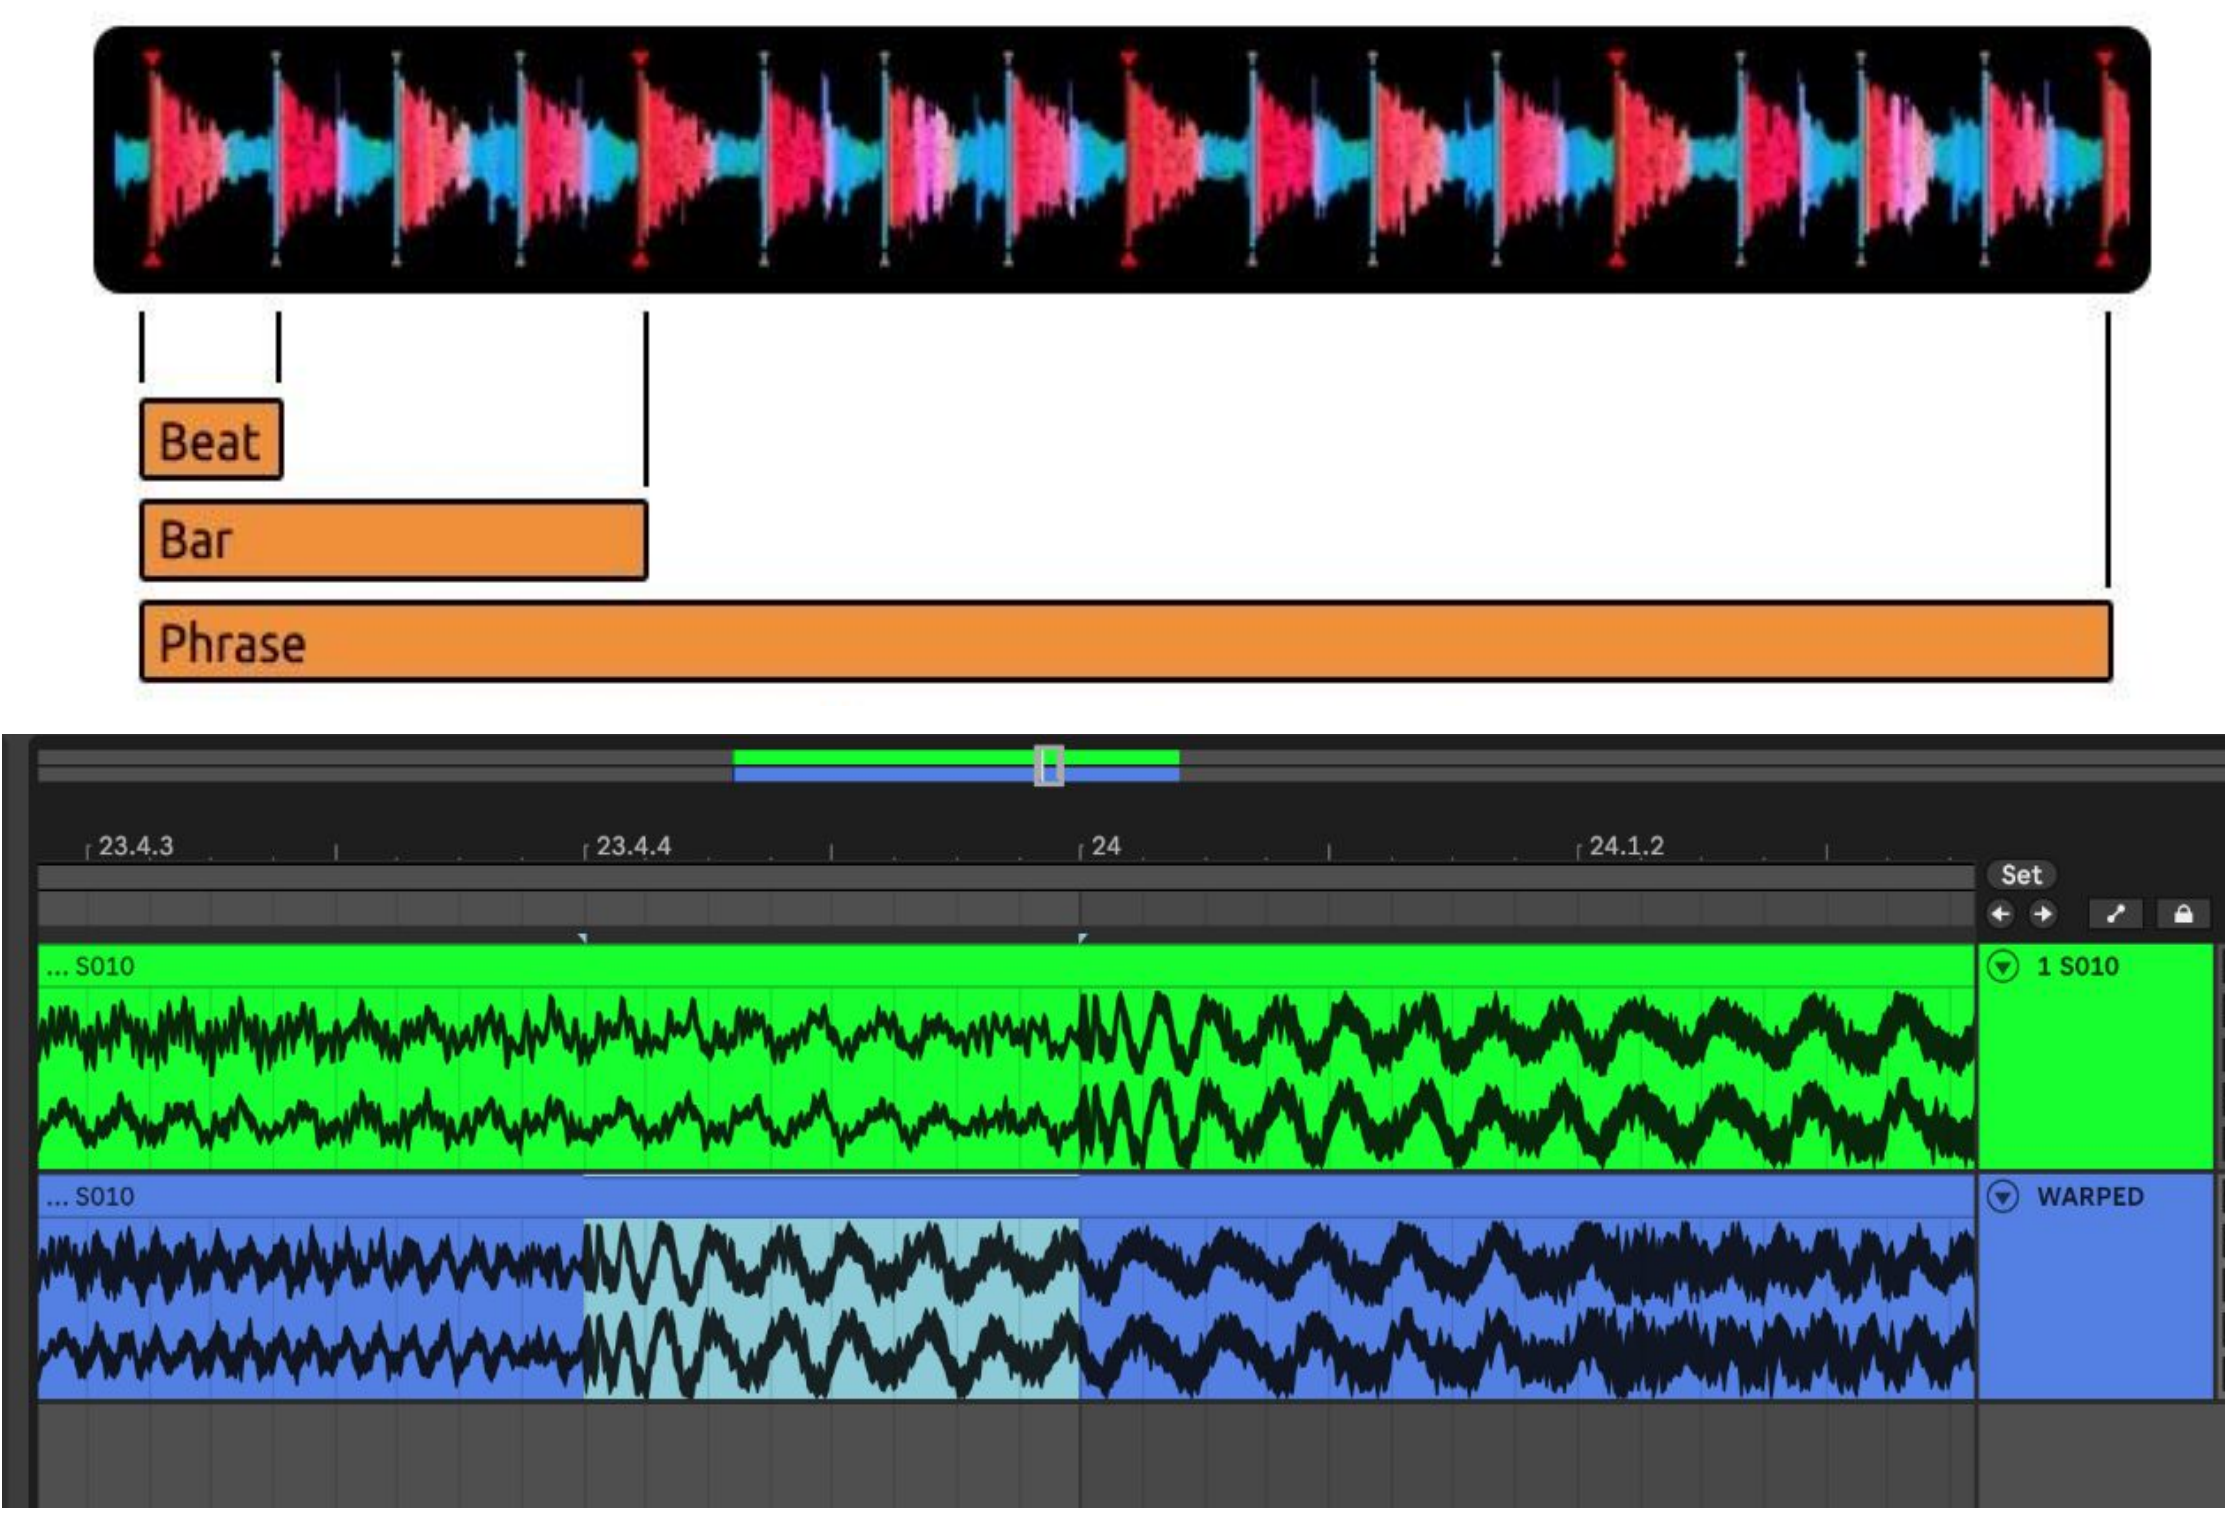 Beat
Bar
Phrase
23.4.3
23.4.4
24
24.1.2
Set
... S010
1 S010
... S010
WARPED